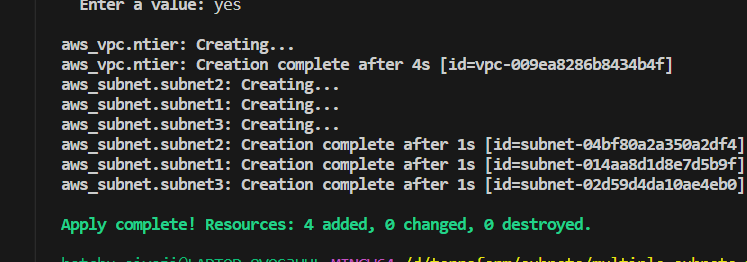 Enter a value: yes
aws_vpc.ntier: Creating...
aws_vpc.ntier: Creation complete after 4s [id=vpc-009ea8286b8434b4f]
aws_subnet.subnet2: Creating...
aws_subnet.subnet1: Creating...
aws_subnet.subnet3: Creating...
aws_subnet.subnet2: Creation complete after 1s [id=subnet-04bf80a2a350a2df4]
aws_subnet.subnet1: Creation complete after 1s [id=subnet-014aa8d1d8e7d5b9f]
aws_subnet.subnet3: Creation complete after 1s [id=subnet-02d59d4da10ae4eb0]
Apply complete! Resources: 4 added, 0 changed, 0 destroyed.